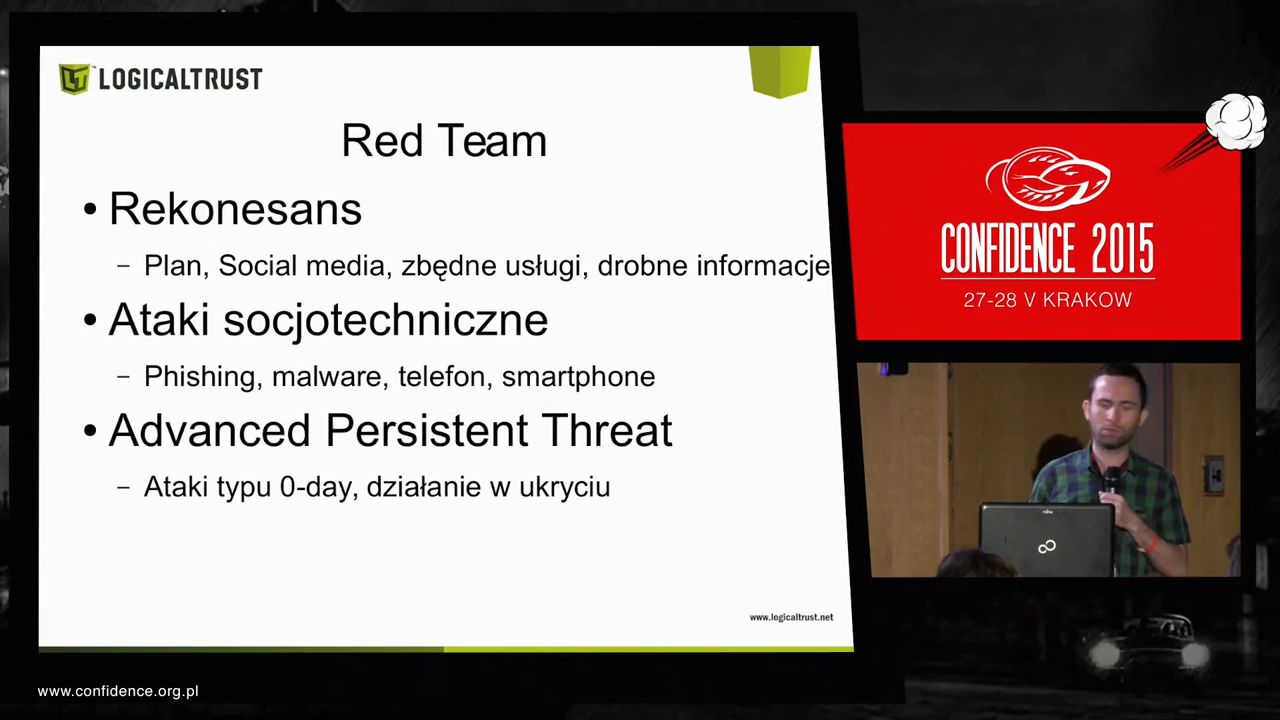 LOGICALTRUST
Red Team
• Rekonesans
– Plan, Social media, zbędne usługi, drobne informacje
• Ataki socjotechniczne
– Phishing, malware, telefon, smartphone
• Advanced Persistent Threat
– Ataki typu 0-day, działanie w ukryciu
www.logicaltrust.net
CONFIDENCE 2015
27-28 V KRAKOW
www.confidence.org.pl